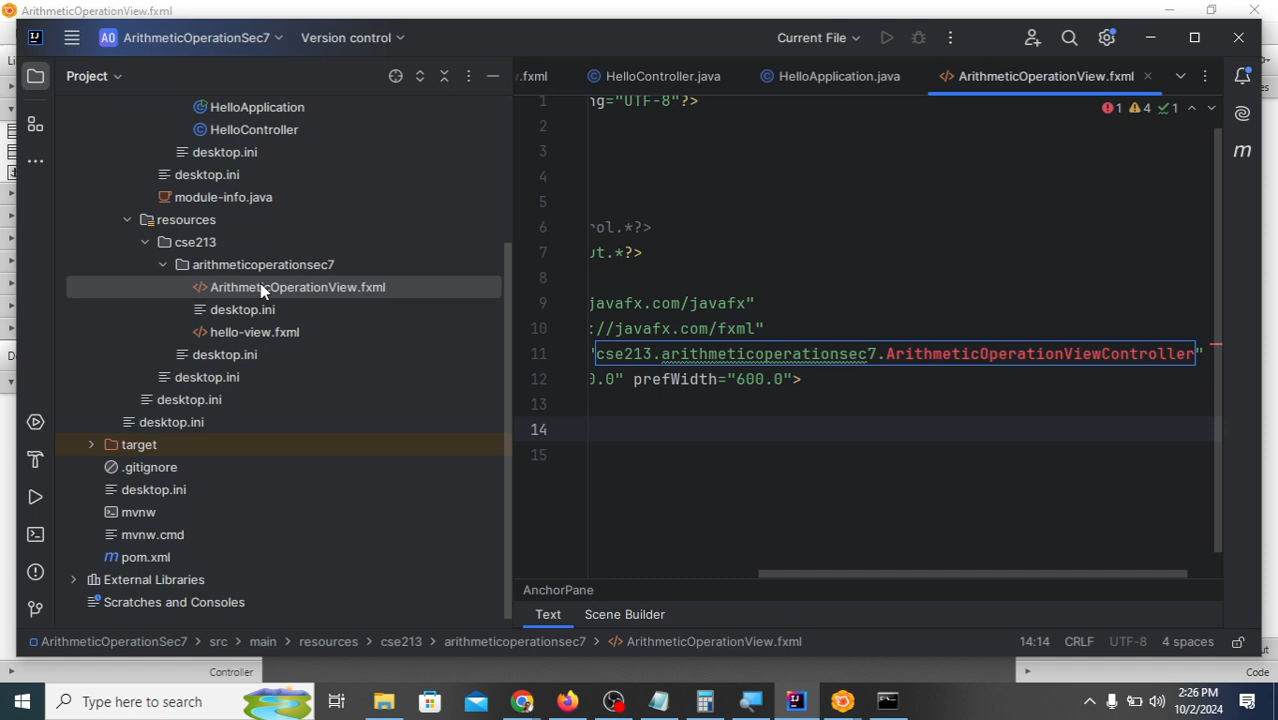 ArithmeticOperationView.fxml
AO ArithmeticOperationSec7
Version control
Current File
Project
.fxml
HelloController.java
HelloApplication.java
ArithmeticOperationView.fxml
HelloApplication
HelloController
desktop.ini
desktop.ini
module-info.java
resources
cse213
arithmeticoperationsec7
ArithmeticOperationView.fxml
desktop.ini
hello-view.fxml
desktop.ini
desktop.ini
desktop.ini
desktop.ini
target
.gitignore
desktop.ini
mvnw
mvnw.cmd
pom.xml
External Libraries
Scratches and Consoles
1 ng="UTF-8"?>
1 4 1
2
3
4
5
6 rol.*?>
7 ut.*?>
8
9 javafx.com/javafx"
10 ://javafx.com/fxml"
11 "cse213.arithmeticoperationsec7.ArithmeticOperationViewController"
12 0.0" prefWidth="600.0">
13
14
15
AnchorPane
Text
Scene Builder
ArithmeticOperationSec7 > src > main > resources > cse213 > arithmeticoperationsec7 > ArithmeticOperationView.fxml
14:14 CRLF UTF-8 4 spaces
Controller
Code
Type here to search
2:26 PM
10/2/2024